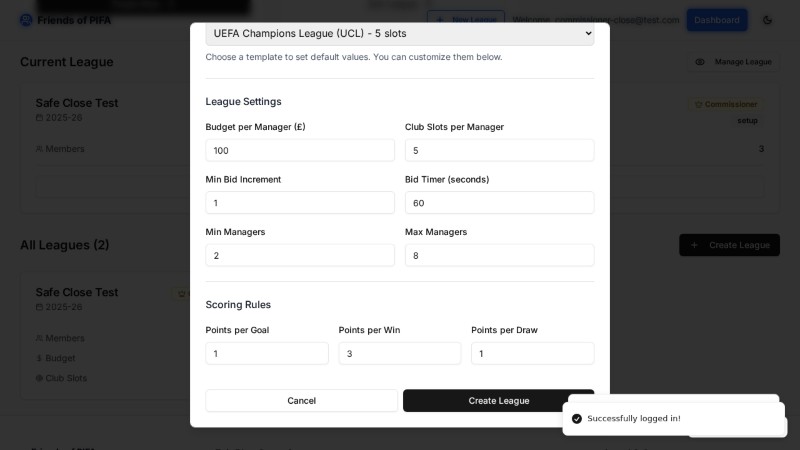 Friends of PIFA
New League
Welcome, commissioner-close@test.com
Dashboard
Current League
Manage League
Safe Close Test
2025-26
Commissioner
setup
Members
3
All Leagues (2)
Create League
Safe Close Test
2025-26
Members
Budget
Club Slots
UEFA Champions League (UCL) - 5 slots
Choose a template to set default values. You can customize them below.
League Settings
Budget per Manager (£)
Club Slots per Manager
100
5
Min Bid Increment
Bid Timer (seconds)
1
60
Min Managers
Max Managers
2
8
Scoring Rules
Points per Goal
Points per Win
Points per Draw
1
3
1
Cancel
Create League
Successfully logged in!